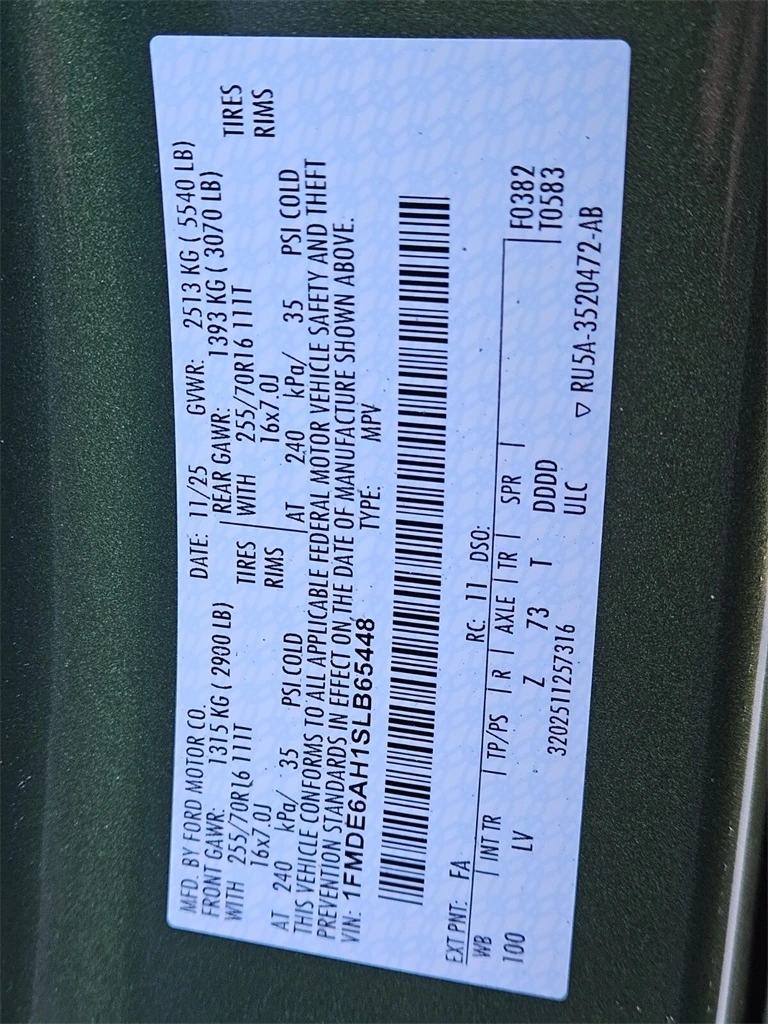 MFD. BY FORD MOTOR CO.
DATE: 11/25 GVWR: 2513 KG ( 5540 LB)
FRONT GAWR: 1315 KG ( 2900 LB) REAR GAWR: 1393 KG ( 3070 LB)
WITH 255/70R16 111T TIRES WITH 255/70R16 111T TIRES
16x7.0J RIMS 16x7.0J RIMS
AT 240 kPa/ 35 PSI COLD AT 240 kPa/ 35 PSI COLD
THIS VEHICLE CONFORMS TO ALL APPLICABLE FEDERAL MOTOR VEHICLE SAFETY AND THEFT
PREVENTION STANDARDS IN EFFECT ON THE DATE OF MANUFACTURE SHOWN ABOVE.
VIN: 1FMDE6AH1SLB65448 TYPE: MPV
EXT PNT: FA RC: 11 DSO:
WB INT TR TP/PS R AXLE TR SPR F0382
100 LV Z 73 T DDDD T0583
3202511257316 ULC
▽ RU5A-3520472-AB